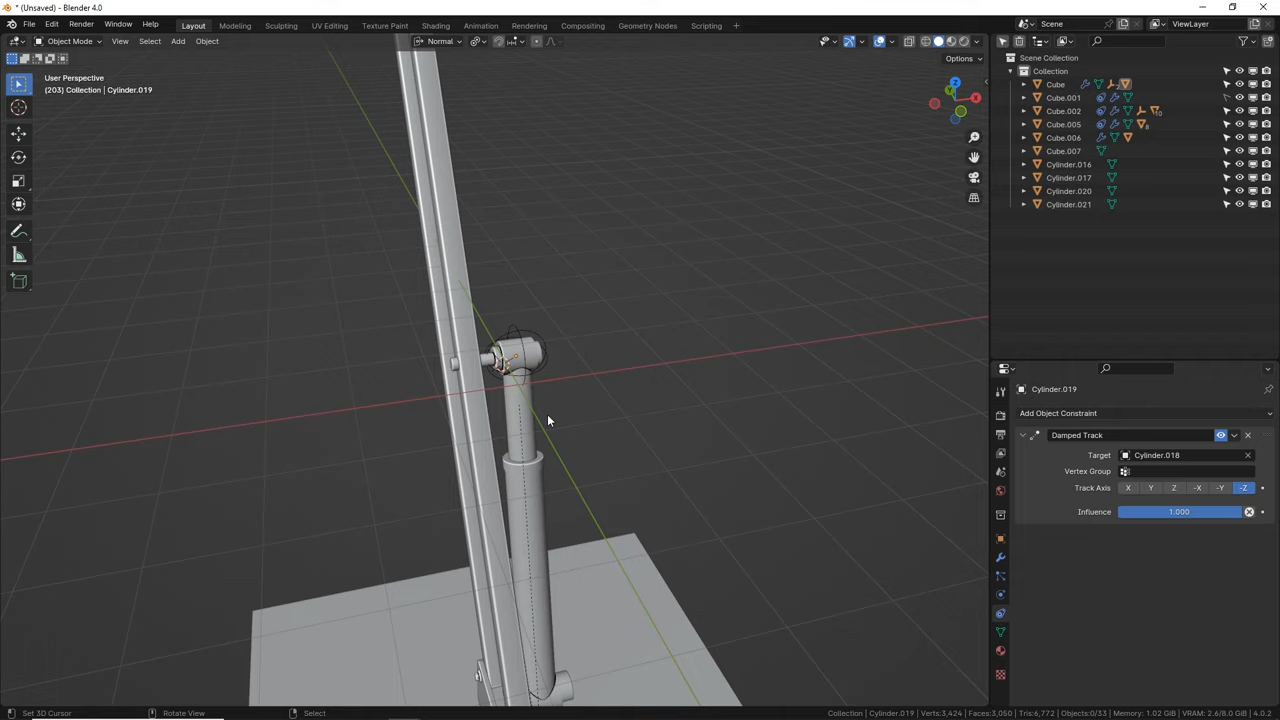 * (Unsaved) - Blender 4.0
File Edit Render Window Help Layout Modeling Sculpting UV Editing Texture Paint Shading Animation Rendering Compositing Geometry Nodes Scripting + Scene ViewLayer
Object Mode View Select Add Object Normal
Options
User Perspective
(203) Collection | Cylinder.019
Z
X
Y
Scene Collection
Collection
Cube
Cube.001
Cube.002 10
Cube.005 8
Cube.006
Cube.007
Cylinder.016
Cylinder.017
Cylinder.020
Cylinder.021
Cylinder.019
Add Object Constraint
Damped Track
Target Cylinder.018
Vertex Group
Track Axis X Y Z -X -Y -Z
Influence 1.000
Set 3D Cursor Rotate View Select Collection | Cylinder.019 | Verts:3,424 | Faces:3,050 | Tris:6,772 | Objects:0/33 | Memory: 1.02 GiB | VRAM: 2.6/8.0 GiB | 4.0.2